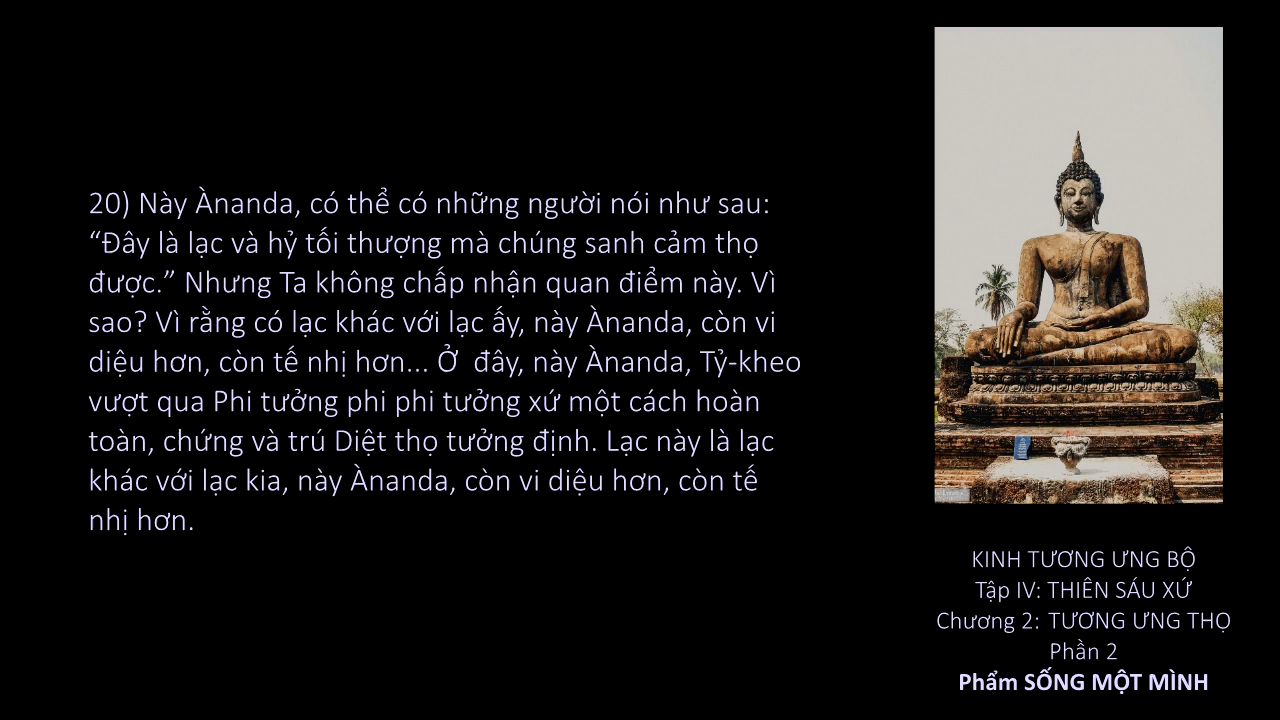 20) Này Ànanda, có thể có những người nói như sau:
“Đây là lạc và hỷ tối thượng mà chúng sanh cảm thọ
được.” Nhưng Ta không chấp nhận quan điểm này. Vì
sao? Vì rằng có lạc khác với lạc ấy, này Ànanda, còn vi
diệu hơn, còn tế nhị hơn... Ở  đây, này Ànanda, Tỷ-kheo
vượt qua Phi tưởng phi phi tưởng xứ một cách hoàn
toàn, chứng và trú Diệt thọ tưởng định. Lạc này là lạc
khác với lạc kia, này Ànanda, còn vi diệu hơn, còn tế
nhị hơn.
KINH TƯƠNG ƯNG BỘ
Tập IV: THIÊN SÁU XỨ
Chương 2: TƯƠNG ƯNG THỌ
Phần 2
Phẩm SỐNG MỘT MÌNH